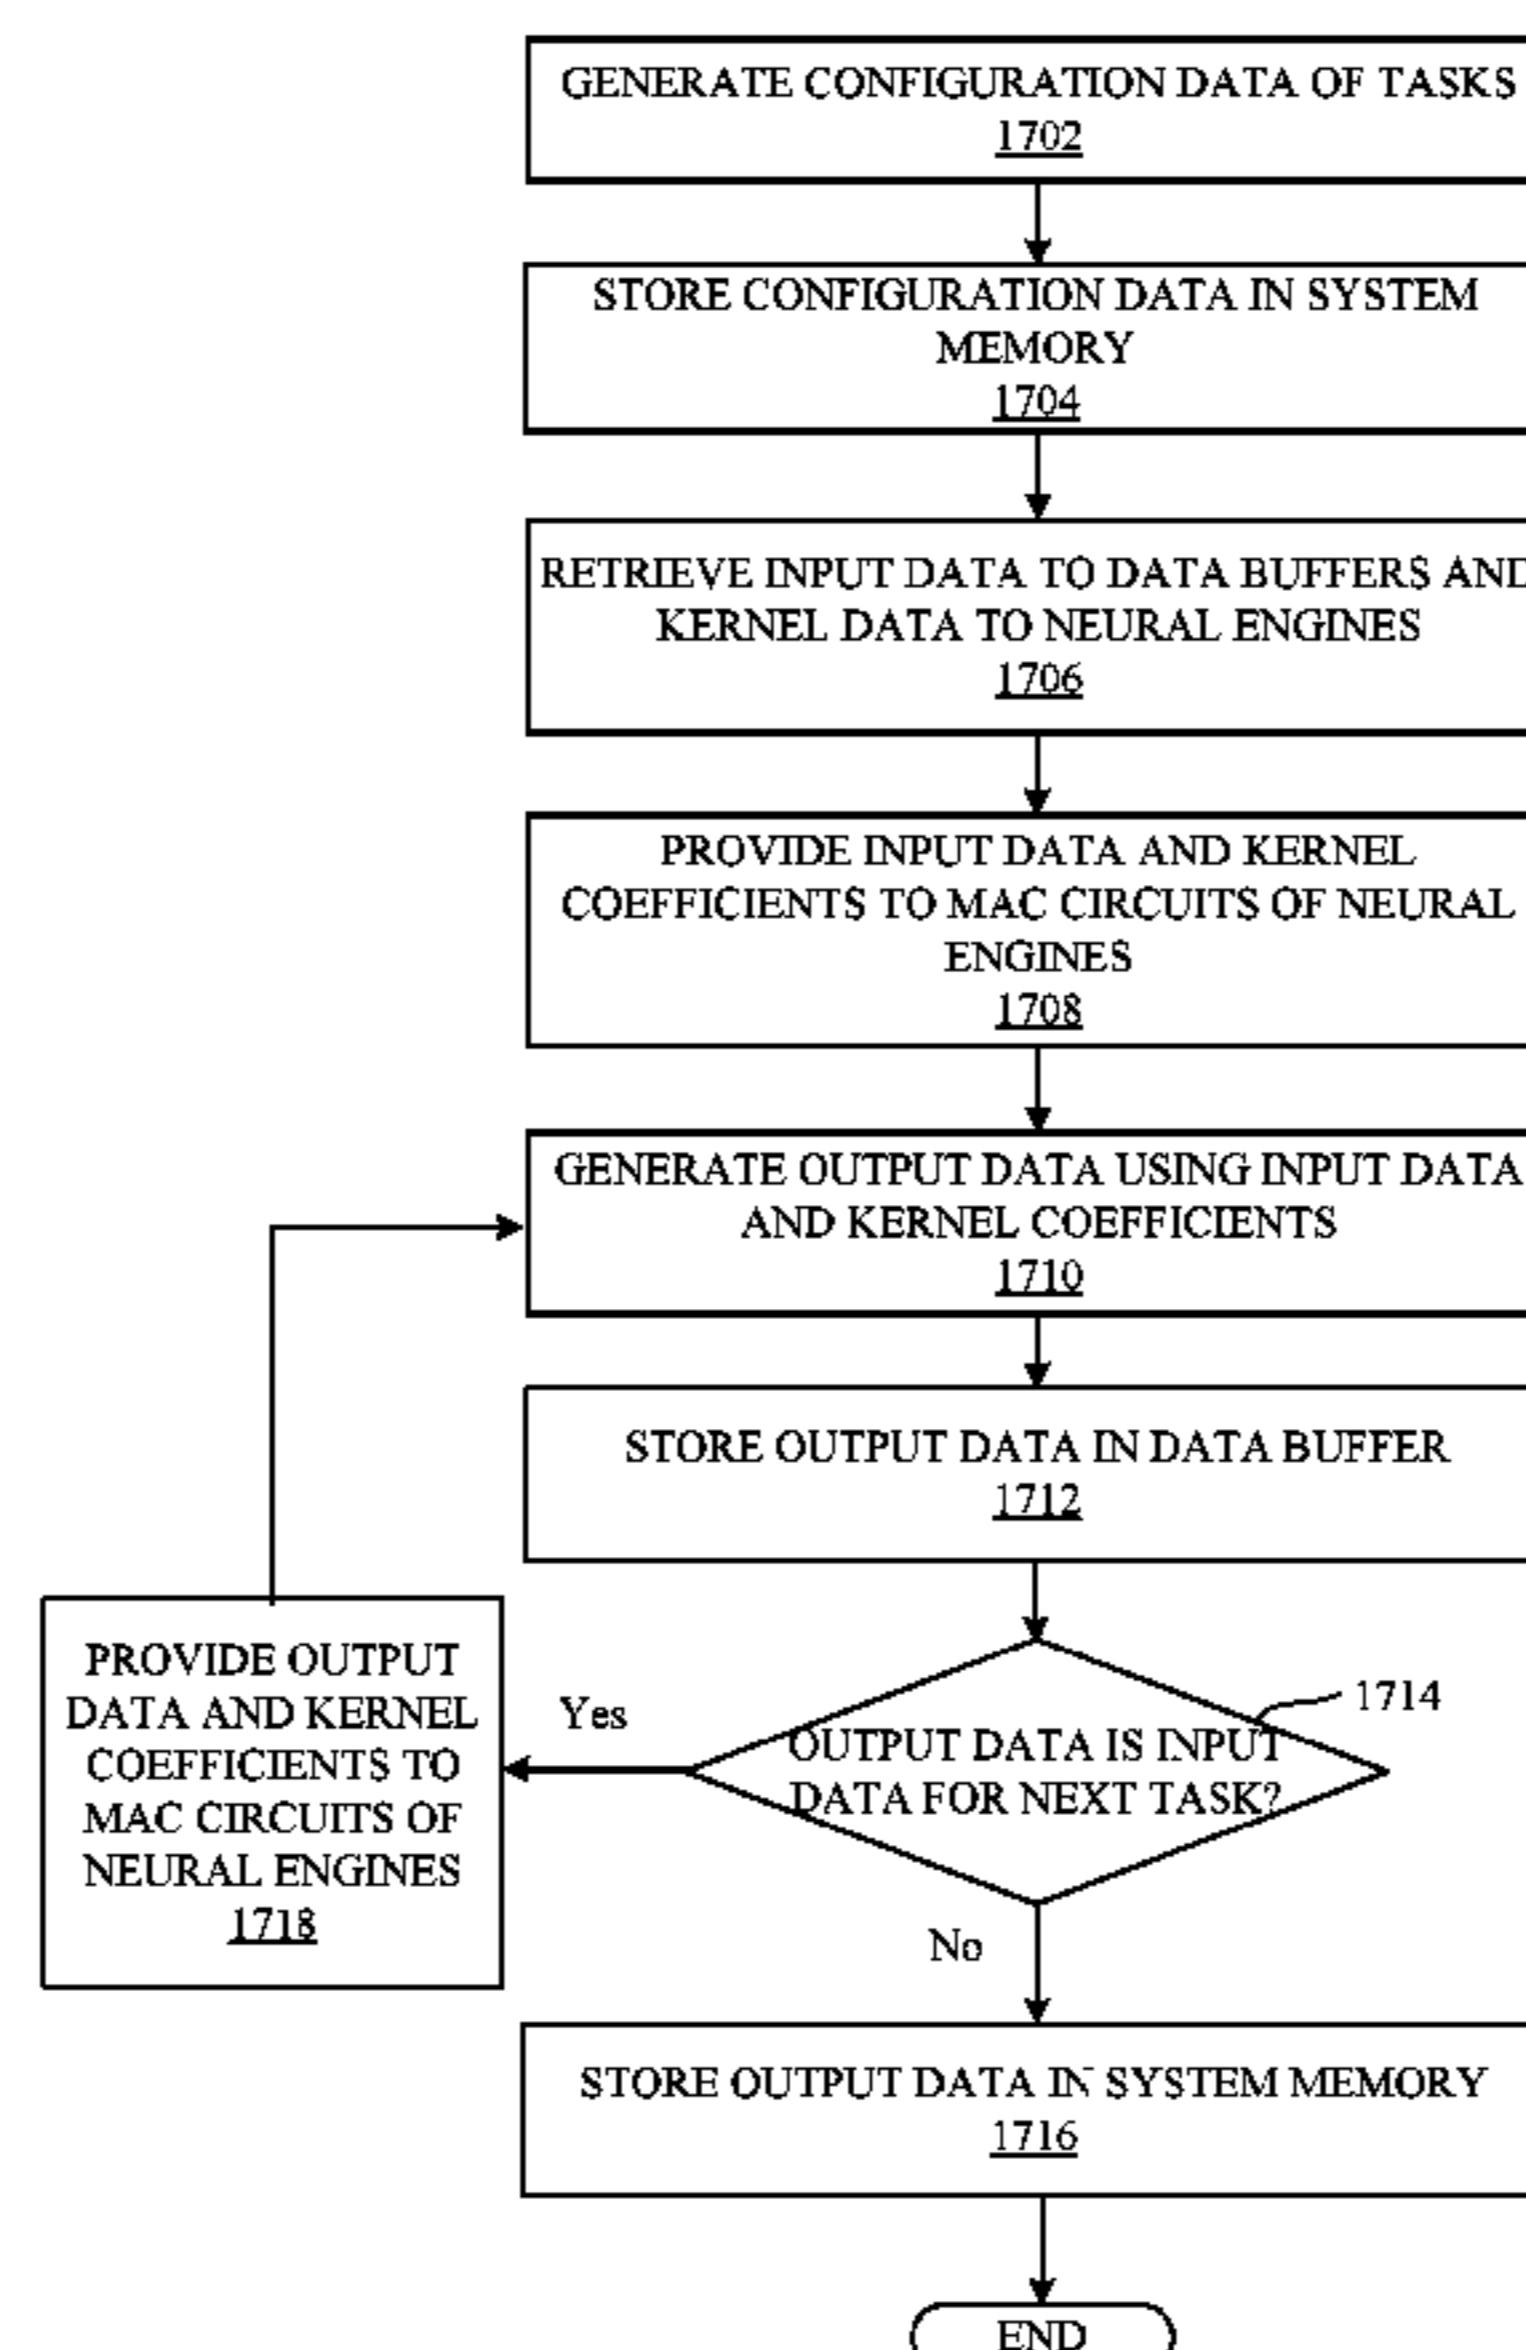 GENERATE CONFIGURATION DATA OF TASKS
1702
STORE CONFIGURATION DATA IN SYSTEM
MEMORY
1704
RETRIEVE INPUT DATA TO DATA BUFFERS AND
KERNEL DATA TO NEURAL ENGINES
1706
PROVIDE INPUT DATA AND KERNEL
COEFFICIENTS TO MAC CIRCUITS OF NEURAL
ENGINES
1708
GENERATE OUTPUT DATA USING INPUT DATA
AND KERNEL COEFFICIENTS
1710
STORE OUTPUT DATA IN DATA BUFFER
1712
PROVIDE OUTPUT
DATA AND KERNEL
COEFFICIENTS TO
MAC CIRCUITS OF
NEURAL ENGINES
1718
Yes
1714
OUTPUT DATA IS INPUT
DATA FOR NEXT TASK?
No
STORE OUTPUT DATA IN SYSTEM MEMORY
1716
END